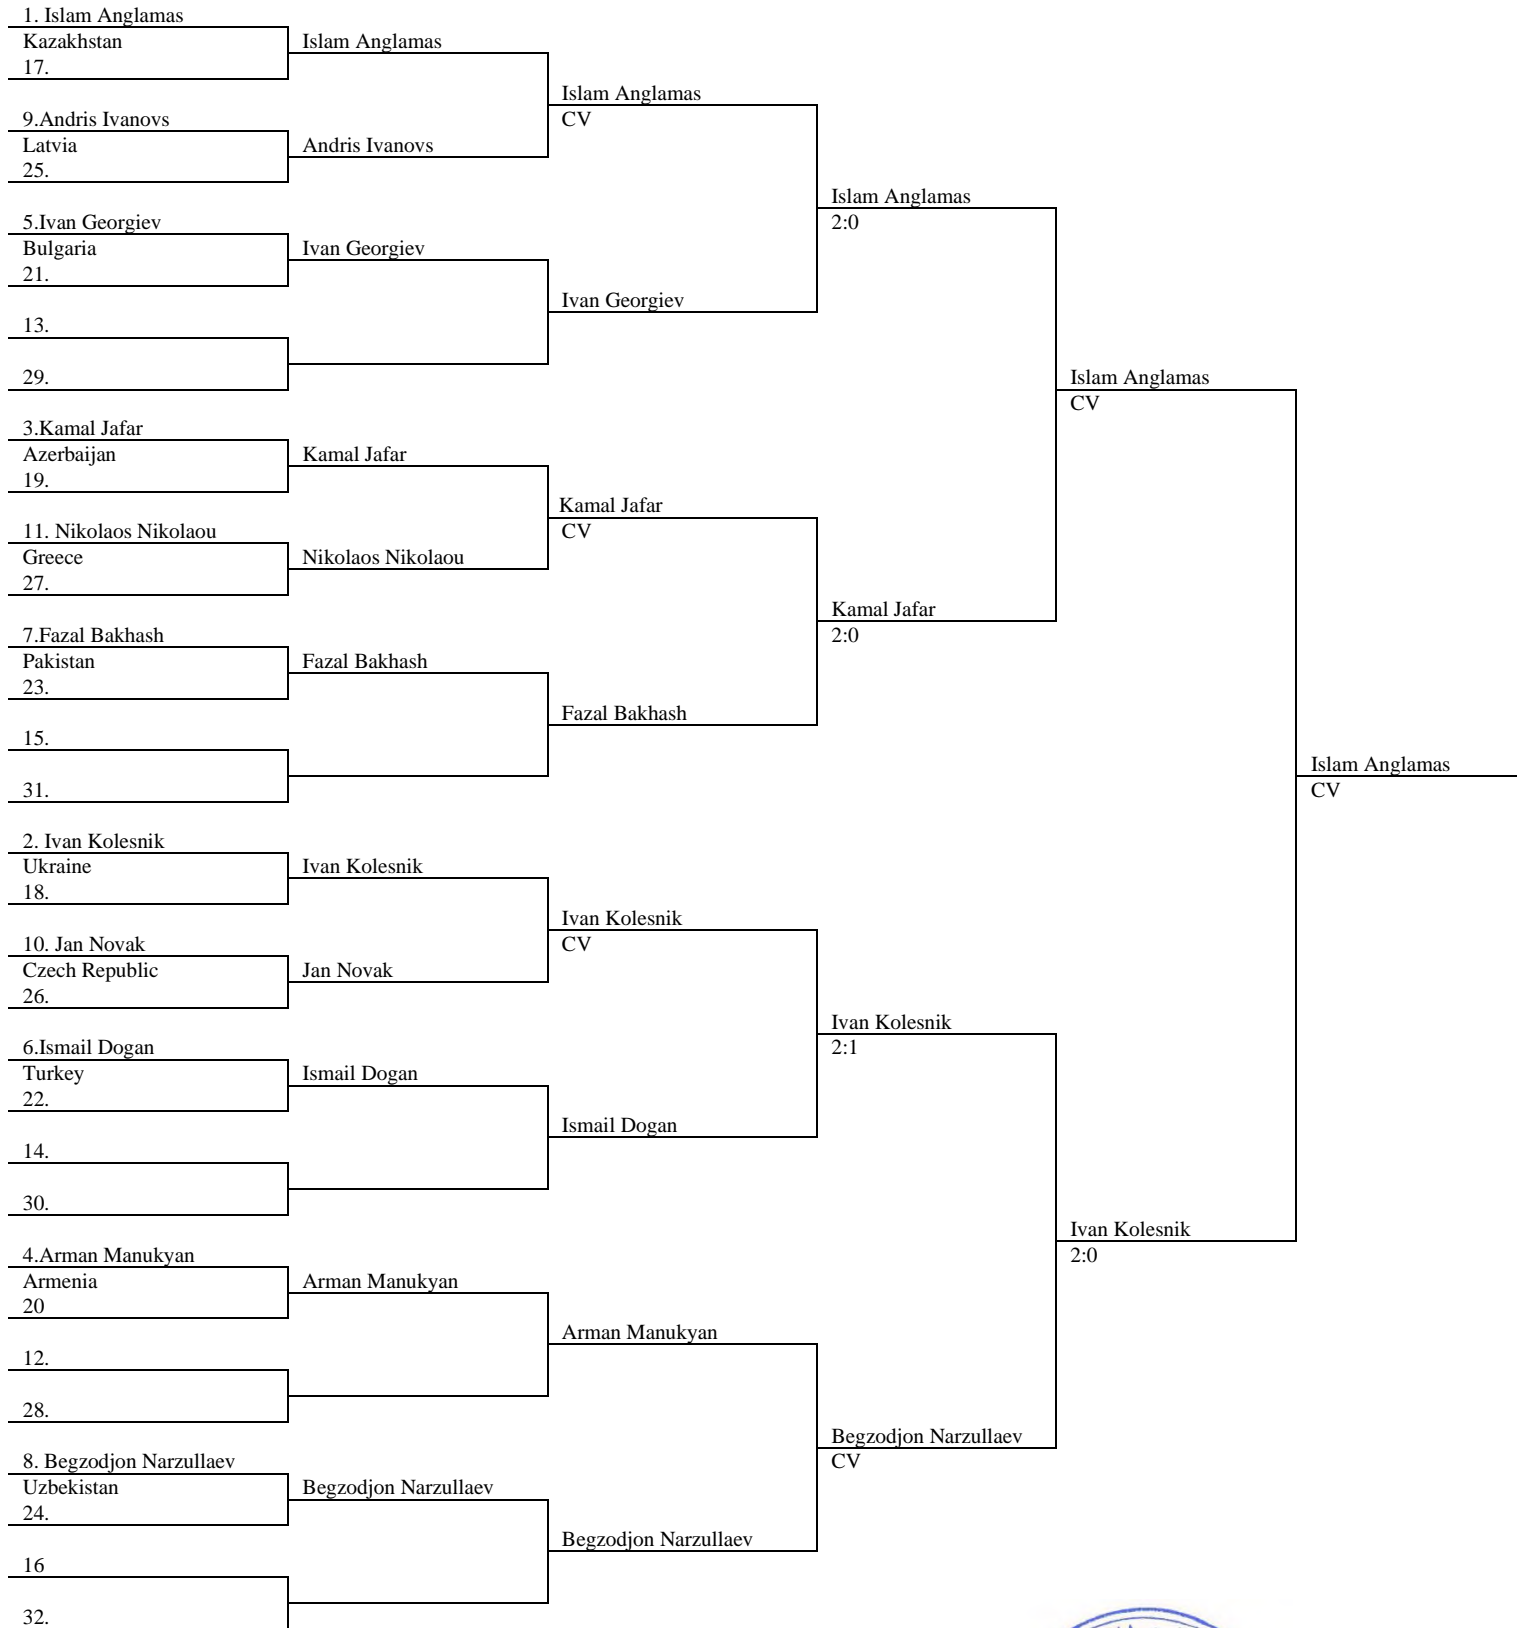 1. Islam Anglamas
Kazakhstan
17.
Islam Anglamas
Islam Anglamas
CV
9.Andris Ivanovs
Latvia
25.
Andris Ivanovs
Islam Anglamas
2:0
5.Ivan Georgiev
Bulgaria
21.
Ivan Georgiev
Ivan Georgiev
13.
29.
Islam Anglamas
CV
3.Kamal Jafar
Azerbaijan
19.
Kamal Jafar
Kamal Jafar
CV
11. Nikolaos Nikolaou
Greece
27.
Nikolaos Nikolaou
Kamal Jafar
2:0
7.Fazal Bakhash
Pakistan
23.
Fazal Bakhash
Fazal Bakhash
15.
31.
Islam Anglamas
CV
2. Ivan Kolesnik
Ukraine
18.
Ivan Kolesnik
Ivan Kolesnik
CV
10. Jan Novak
Czech Republic
26.
Jan Novak
Ivan Kolesnik
2:1
6.Ismail Dogan
Turkey
22.
Ismail Dogan
Ismail Dogan
14.
30.
Ivan Kolesnik
2:0
4.Arman Manukyan
Armenia
20
Arman Manukyan
Arman Manukyan
12.
28.
Begzodjon Narzullaev
CV
8. Begzodjon Narzullaev
Uzbekistan
24.
Begzodjon Narzullaev
Begzodjon Narzullaev
16
32.